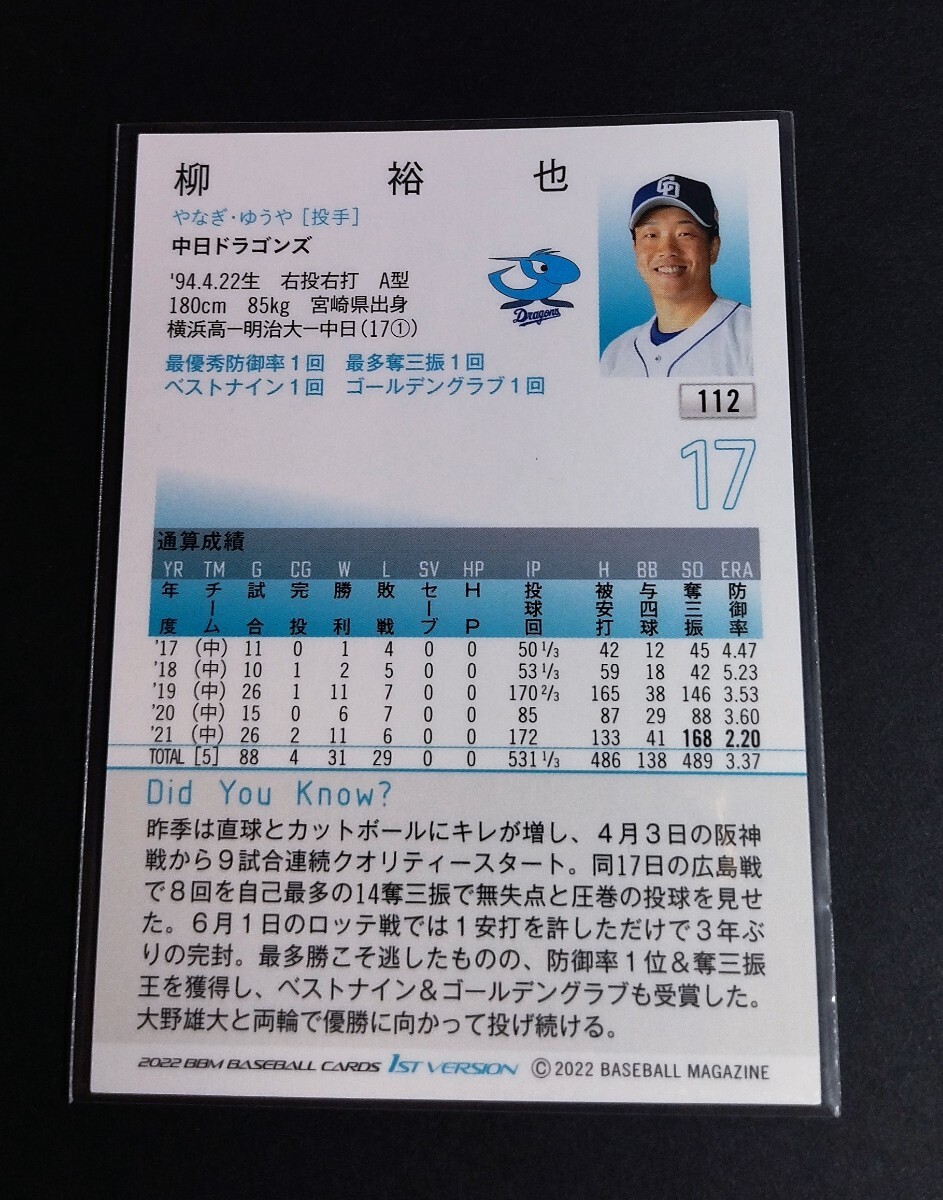 柳 裕 也
やなぎ・ゆうや［投手］
中日ドラゴンズ
'94.4.22生 右投右打 A型
180cm 85kg 宮崎県出身
横浜高ー明治大ー中日(17①)
最優秀防御率1回 最多奪三振1回
ベストナイン1回 ゴールデングラブ1回
CD
Dragons
112
17
通算成績
YR TM G CG W L SV HP IP H BB SO ERA
年度 チーム 試合 完投 勝利 敗戦 セーブ HP 投球回 被安打 与四球 奪三振 防御率
'17 (中) 11 0 1 4 0 0 50 1/3 42 12 45 4.47
'18 (中) 10 1 2 5 0 0 53 1/3 59 18 42 5.23
'19 (中) 26 1 11 7 0 0 170 2/3 165 38 146 3.53
'20 (中) 15 0 6 7 0 0 85 87 29 88 3.60
'21 (中) 26 2 11 6 0 0 172 133 41 168 2.20
TOTAL [5] 88 4 31 29 0 0 531 1/3 486 138 489 3.37
Did You Know?
昨季は直球とカットボールにキレが増し、４月３日の阪神
戦から９試合連続クオリティースタート。同17日の広島戦
で８回を自己最多の14奪三振で無失点と圧巻の投球を見せ
た。６月１日のロッテ戦では１安打を許しただけで３年ぶ
りの完封。最多勝こそ逃したものの、防御率１位＆奪三振
王を獲得し、ベストナイン＆ゴールデングラブも受賞した。
大野雄大と両輪で優勝に向かって投げ続ける。
2022 BBM BASEBALL CARDS 1ST VERSION ©2022 BASEBALL MAGAZINE